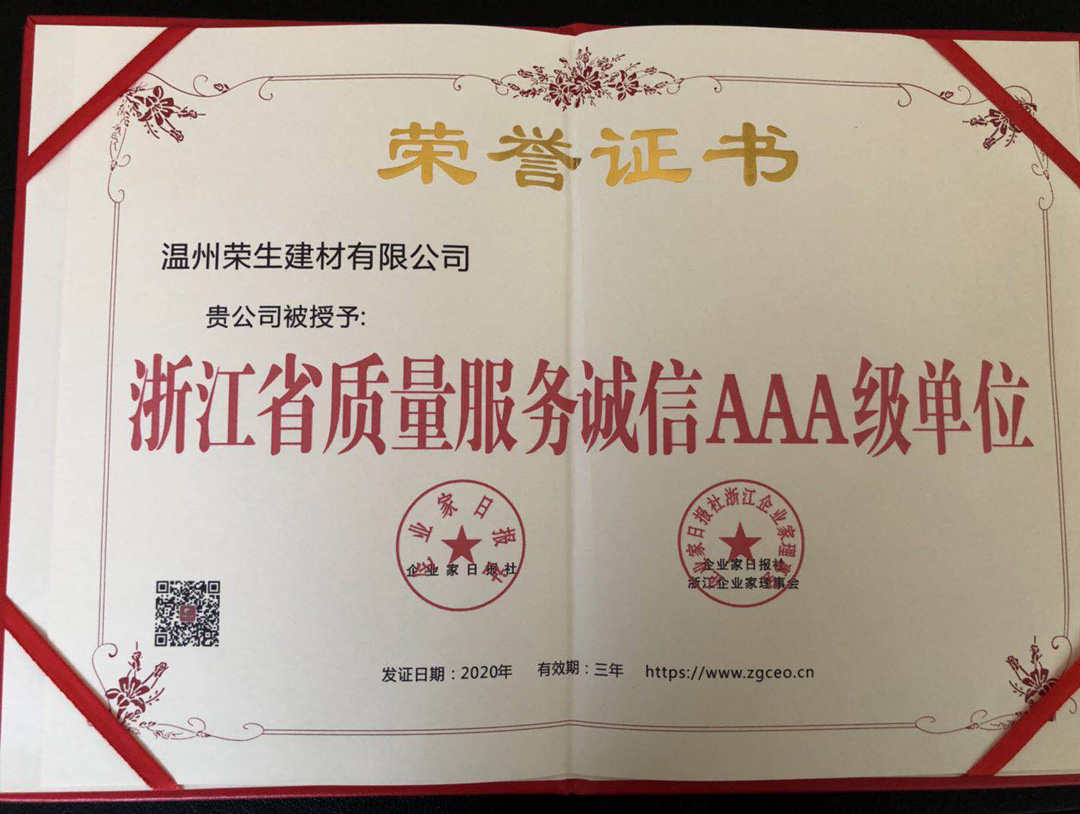 荣誉证书
温州荣生建材有限公司
贵公司被授予:
浙江省质量服务诚信AAA级单位
企业家日报社
企业家日报社
企业家日报社浙江企业家理事会
企业家日报社
浙江企业家理事会
发证日期：2020年 有效期：三年 https://www.zgceo.cn